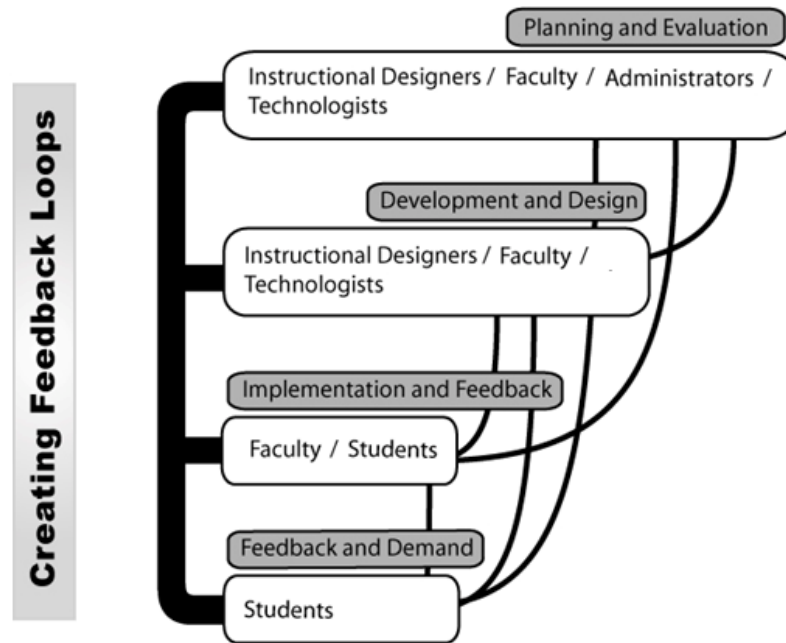 Creating Feedback Loops
Planning and Evaluation
Instructional Designers / Faculty / Administrators /
Technologists
Development and Design
Instructional Designers / Faculty /
Technologists
Implementation and Feedback
Faculty / Students
Feedback and Demand
Students